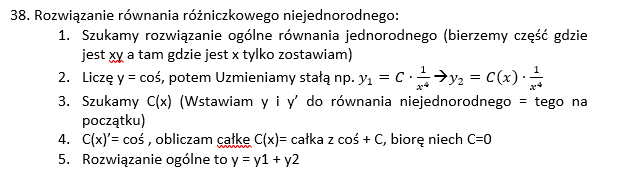 38. Rozwiązanie równania różniczkowego niejednorodnego:
1. Szukamy rozwiązanie ogólne równania jednorodnego (bierzemy część gdzie
jest xy a tam gdzie jest x tylko zostawiam)
2. Liczę y = coś, potem Uzmieniamy stałą np. y₁ = C · 1/x⁴ → y₂ = C(x) · 1/x⁴
3. Szukamy C(x) (Wstawiam y i y’ do równania niejednorodnego = tego na
początku)
4. C(x)’= coś , obliczam całke C(x)= całka z coś + C, biorę niech C=0
5. Rozwiązanie ogólne to y = y1 + y2